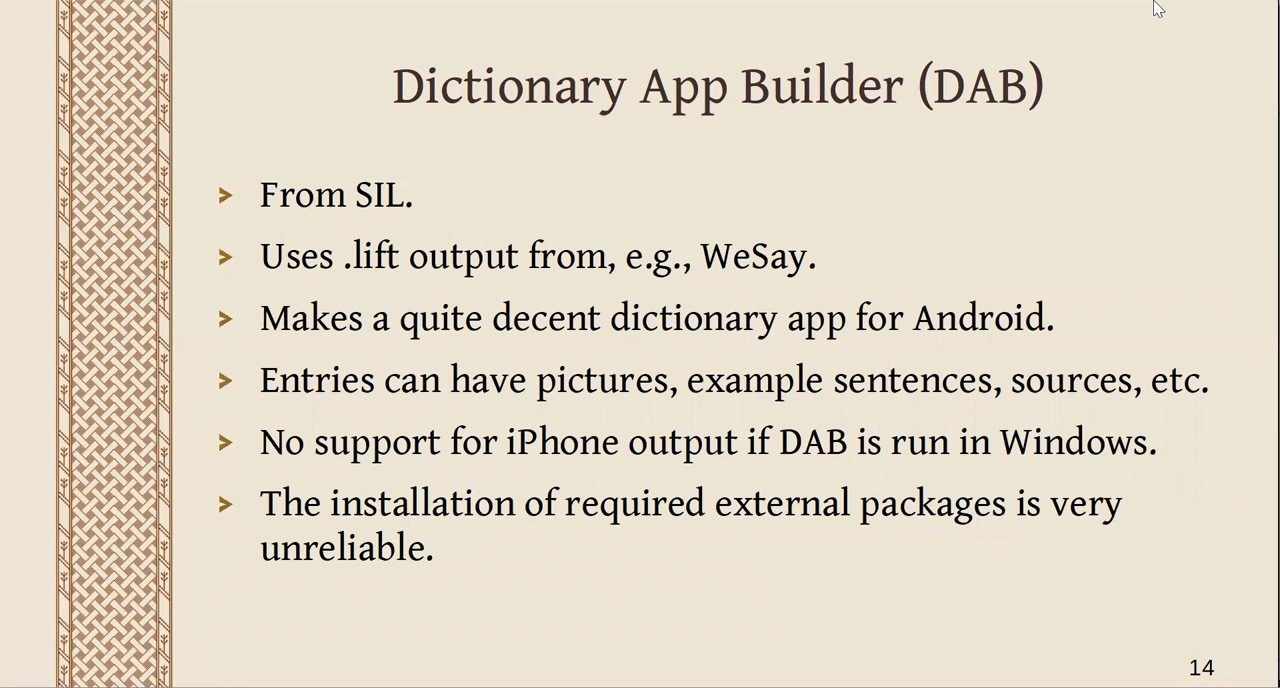 Dictionary App Builder (DAB)
From SIL.
Uses .lift output from, e.g., WeSay.
Makes a quite decent dictionary app for Android.
Entries can have pictures, example sentences, sources, etc.
No support for iPhone output if DAB is run in Windows.
The installation of required external packages is very
unreliable.
14